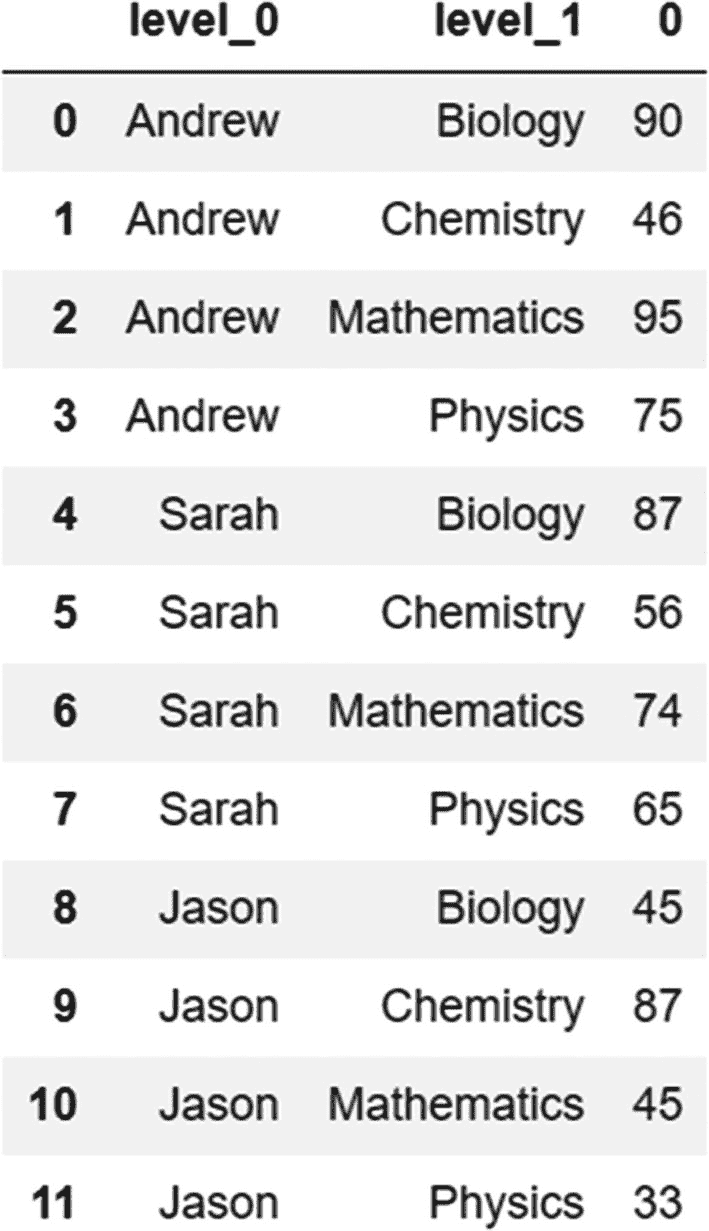 level_0 level_1 0
0 Andrew Biology 90
1 Andrew Chemistry 46
2 Andrew Mathematics 95
3 Andrew Physics 75
4 Sarah Biology 87
5 Sarah Chemistry 56
6 Sarah Mathematics 74
7 Sarah Physics 65
8 Jason Biology 45
9 Jason Chemistry 87
10 Jason Mathematics 45
11 Jason Physics 33